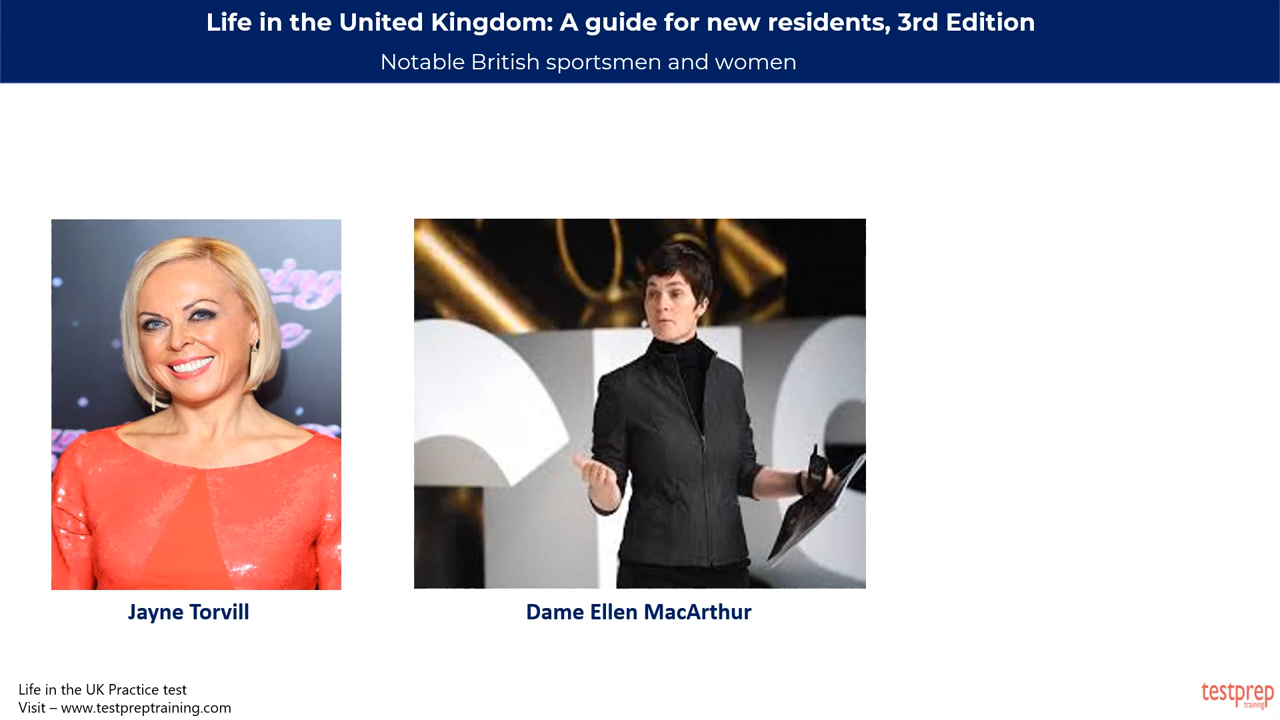 Life in the United Kingdom: A guide for new residents, 3rd Edition
Notable British sportsmen and women
Jayne Torvill
Dame Ellen MacArthur
Life in the UK Practice test
Visit – www.testpreptraining.com
testprep
training